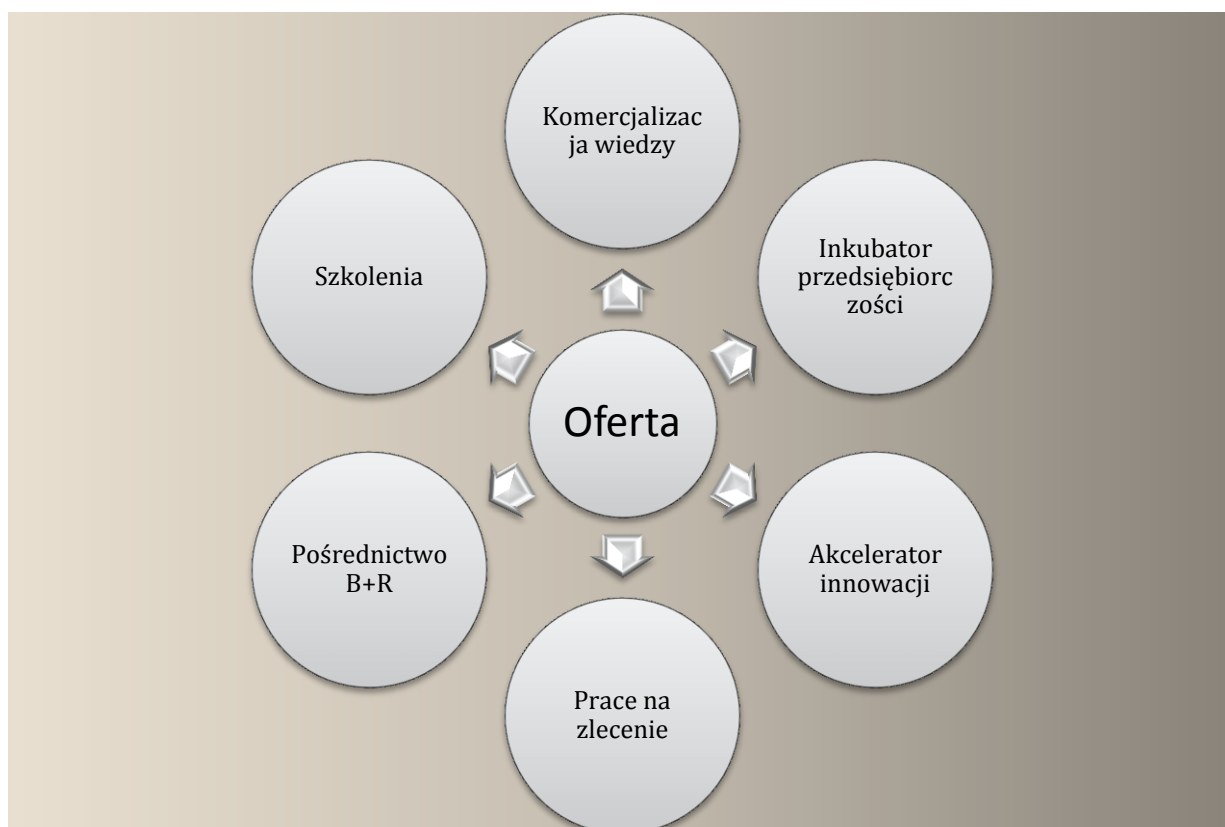 Komercjalizac
ja wiedzy
Szkolenia
Inkubator
przedsiębiorc
zości
Oferta
Pośrednictwo
B+R
Akcelerator
innowacji
Prace na
zlecenie